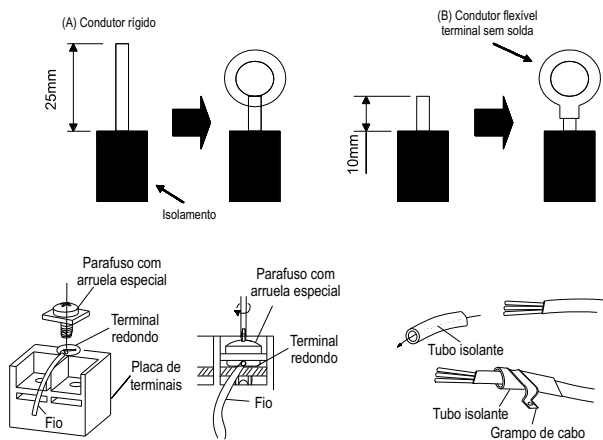 (A) Condutor rígido
25mm
Isolamento
(B) Condutor flexível
terminal sem solda
10mm
Parafuso com
arruela especial
Terminal
redondo
Placa de
terminais
Fio
Parafuso com
arruela especial
Terminal
redondo
Fio
Tubo isolante
Tubo isolante
Grampo de cabo